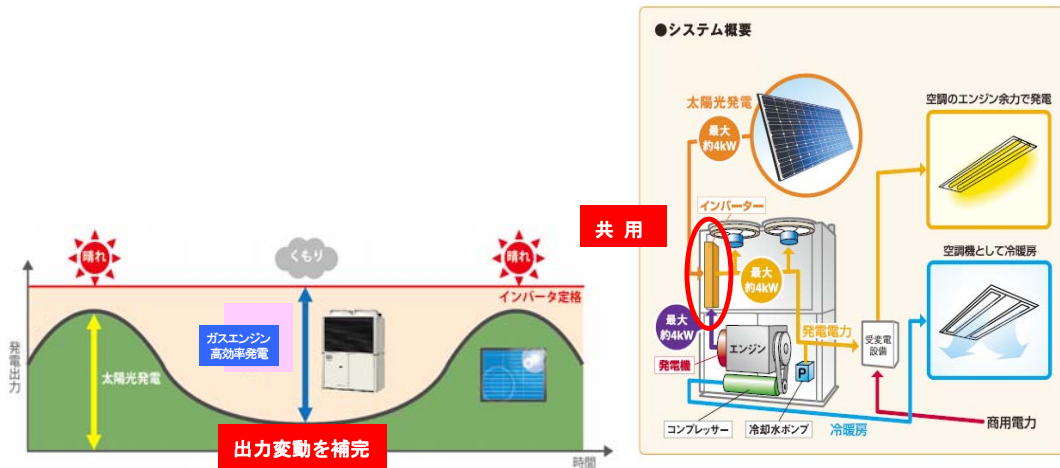 晴れ
くもり
晴れ
インバータ定格
発電出力
太陽光発電
ガスエンジン
高効率発電
出力変動を補完
時間
共 用
●システム概要
太陽光発電
最大
約4kW
インバーター
最大
約4kW
最大
約4kW
発電機
エンジン
P
発電電力
受変電
設備
コンプレッサー
冷却水ポンプ
冷暖房
商用電力
空調のエンジン余力で発電
空調機として冷暖房